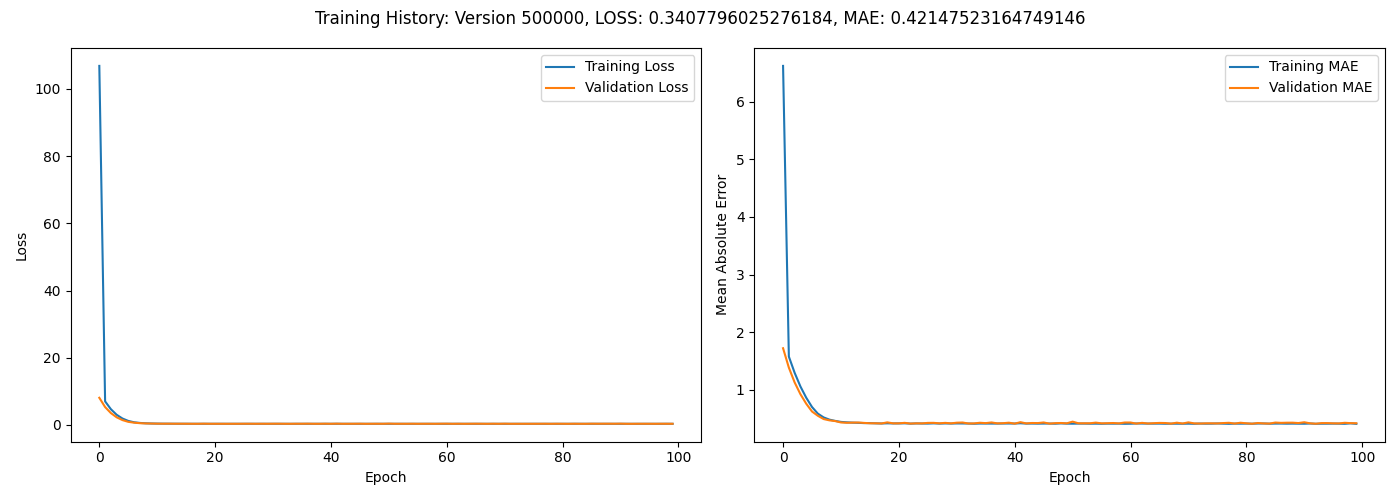 Training History: Version 500000, LOSS: 0.3407796025276184, MAE: 0.42147523164749146
Training Loss
Validation Loss
100
80
60
40
20
0
Loss
0
20
40
60
80
100
Epoch
Training MAE
Validation MAE
6
5
4
3
2
1
Mean Absolute Error
0
20
40
60
80
100
Epoch